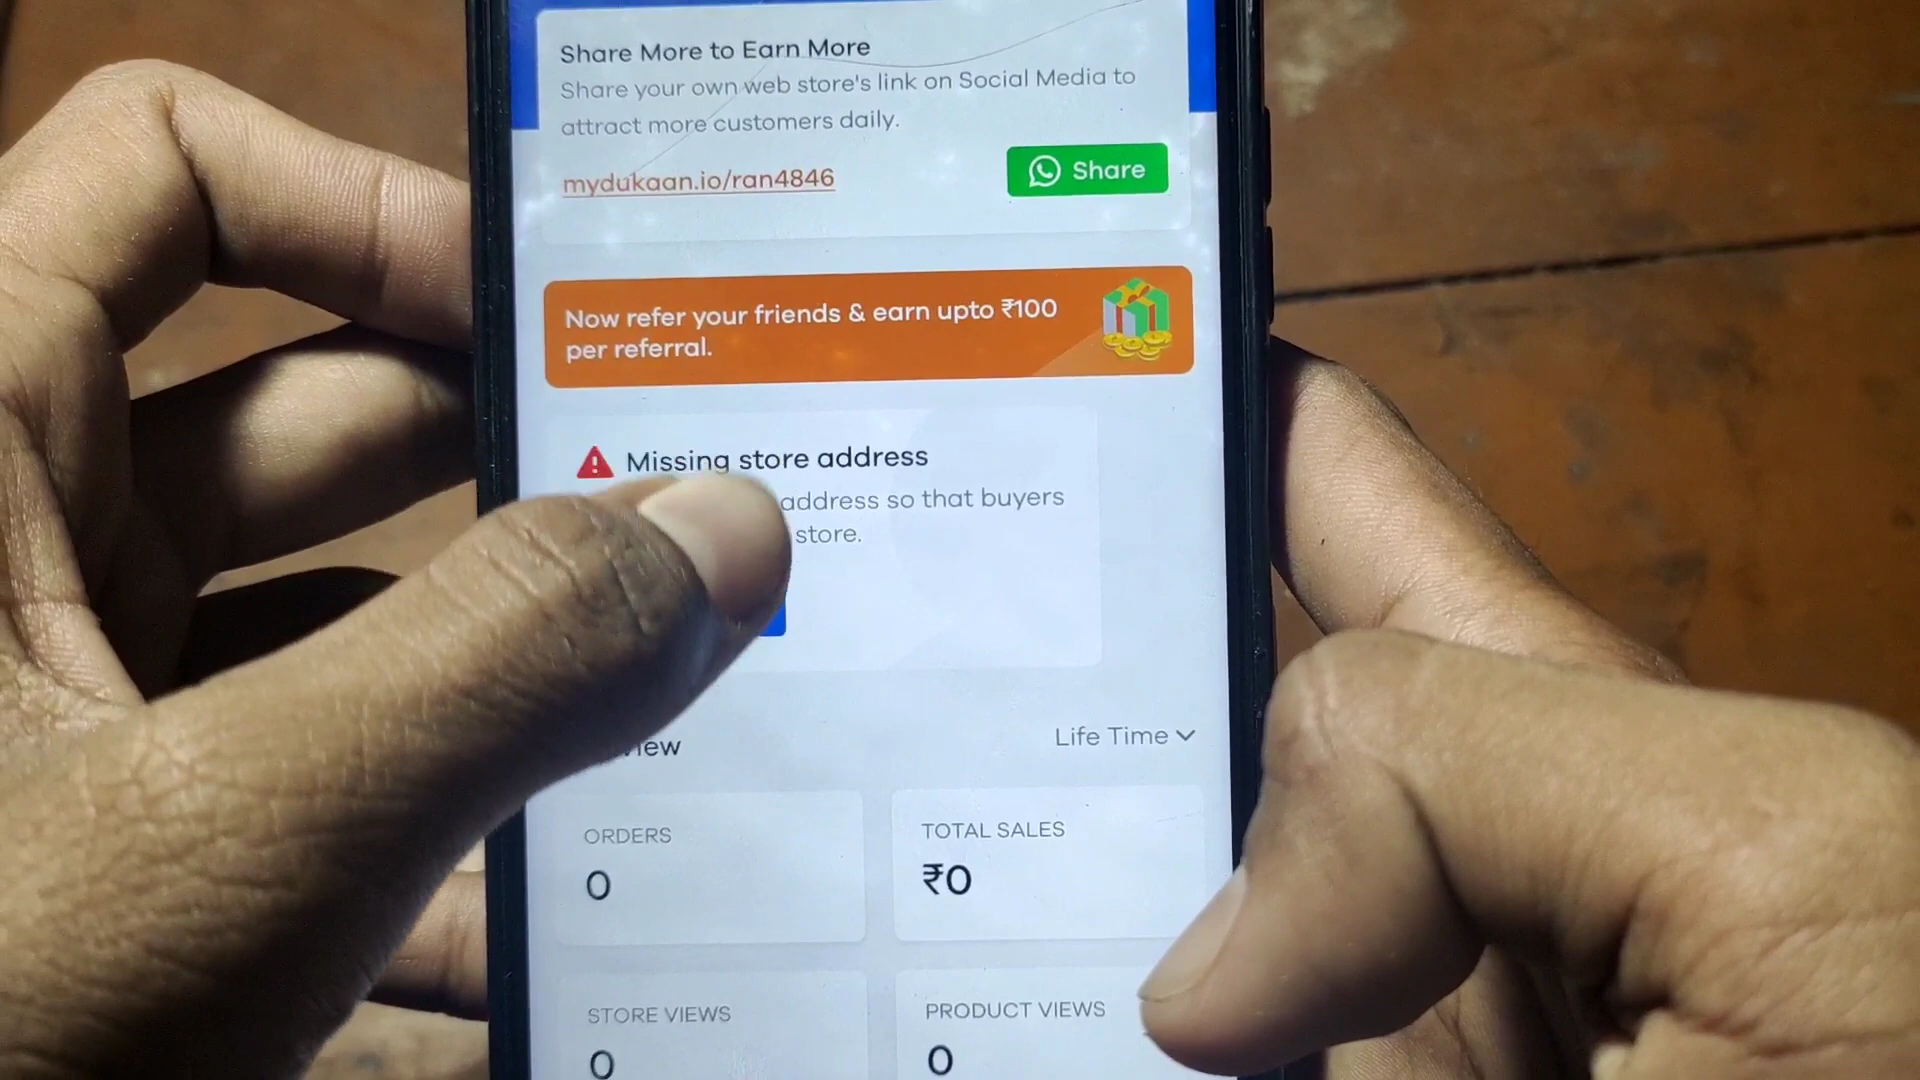 Share More to Earn More
Share your own web store's link on Social Media to
attract more customers daily.
mydukaan.io/ran4846
Share
Now refer your friends & earn upto ₹100
per referral.
Missing store address
address so that buyers
store.
Life Time
ORDERS
TOTAL SALES
0
₹0
STORE VIEWS
PRODUCT VIEWS
0
0